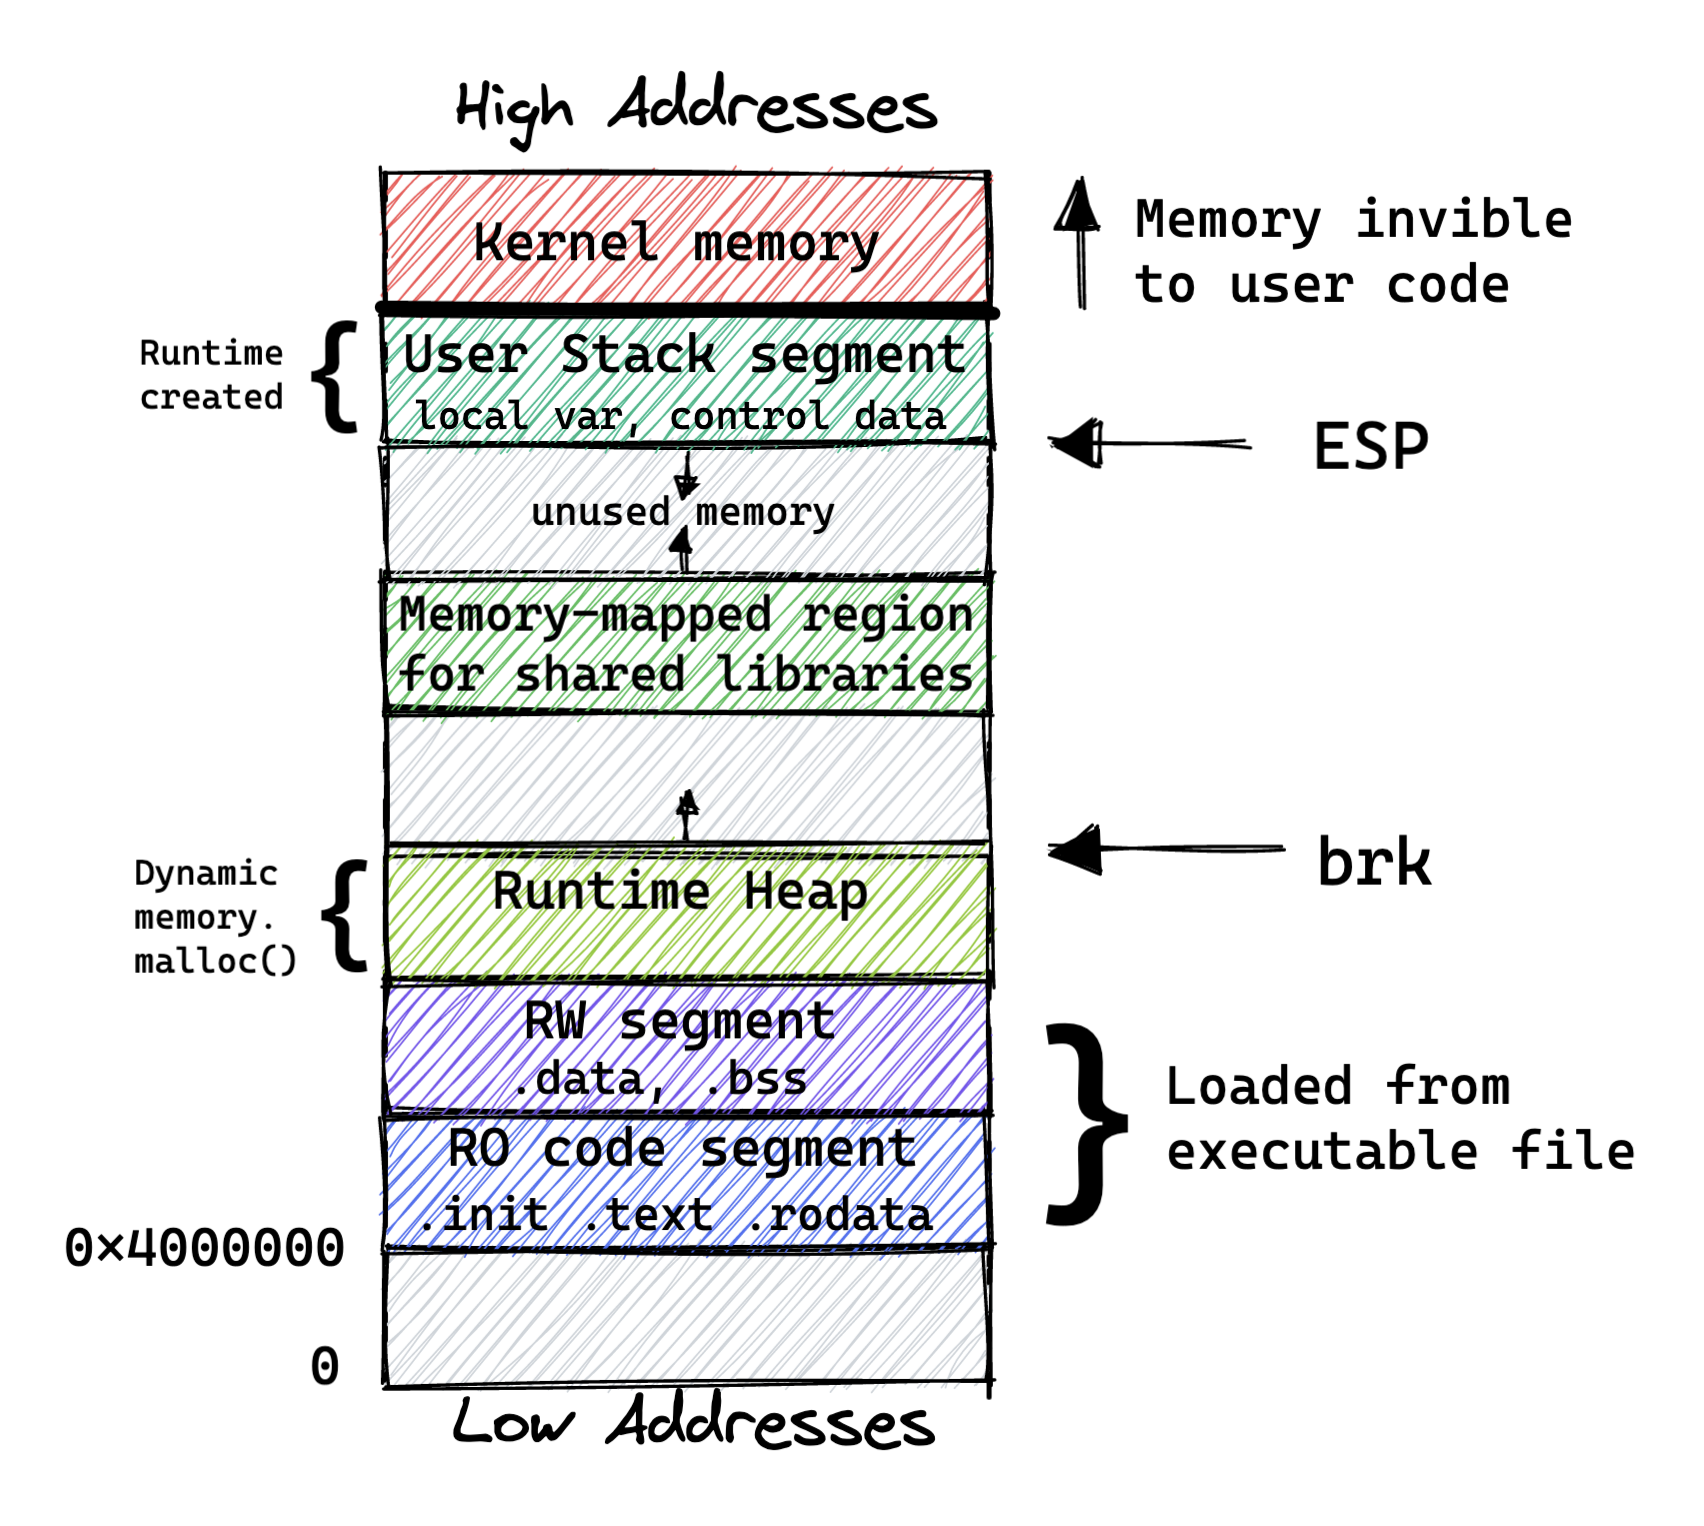 High Addresses
Kernel memory
Memory invible
to user code
Runtime
created
User Stack segment
local var, control data
ESP
unused memory
Memory-mapped region
for shared libraries
brk
Dynamic
memory.
malloc()
Runtime Heap
RW segment
.data, .bss
Loaded from
executable file
RO code segment
.init .text .rodata
0×4000000
0
Low Addresses